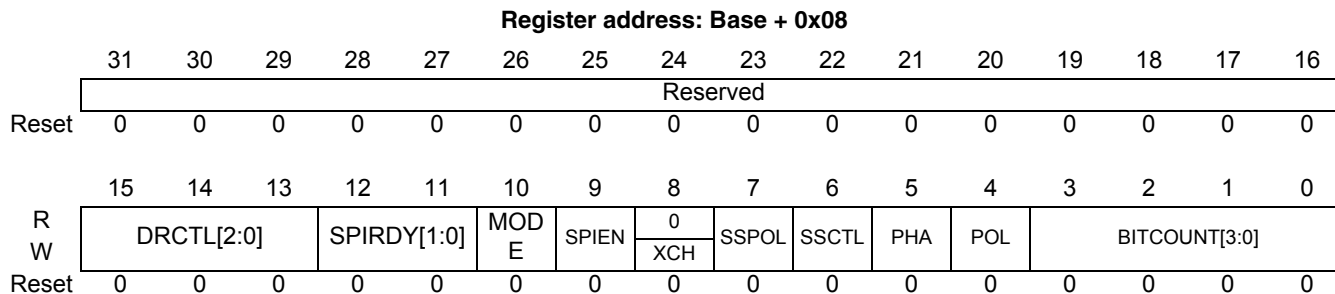 Register address: Base + 0x08
31 30 29 28 27 26 25 24 23 22 21 20 19 18 17 16
Reserved
Reset 0 0 0 0 0 0 0 0 0 0 0 0 0 0 0 0
15 14 13 12 11 10 9 8 7 6 5 4 3 2 1 0
R W DRCTL[2:0] SPIRDY[1:0] MOD E SPIEN 0 XCH SSPOL SSCTL PHA POL BITCOUNT[3:0]
Reset 0 0 0 0 0 0 0 0 0 0 0 0 0 0 0 0